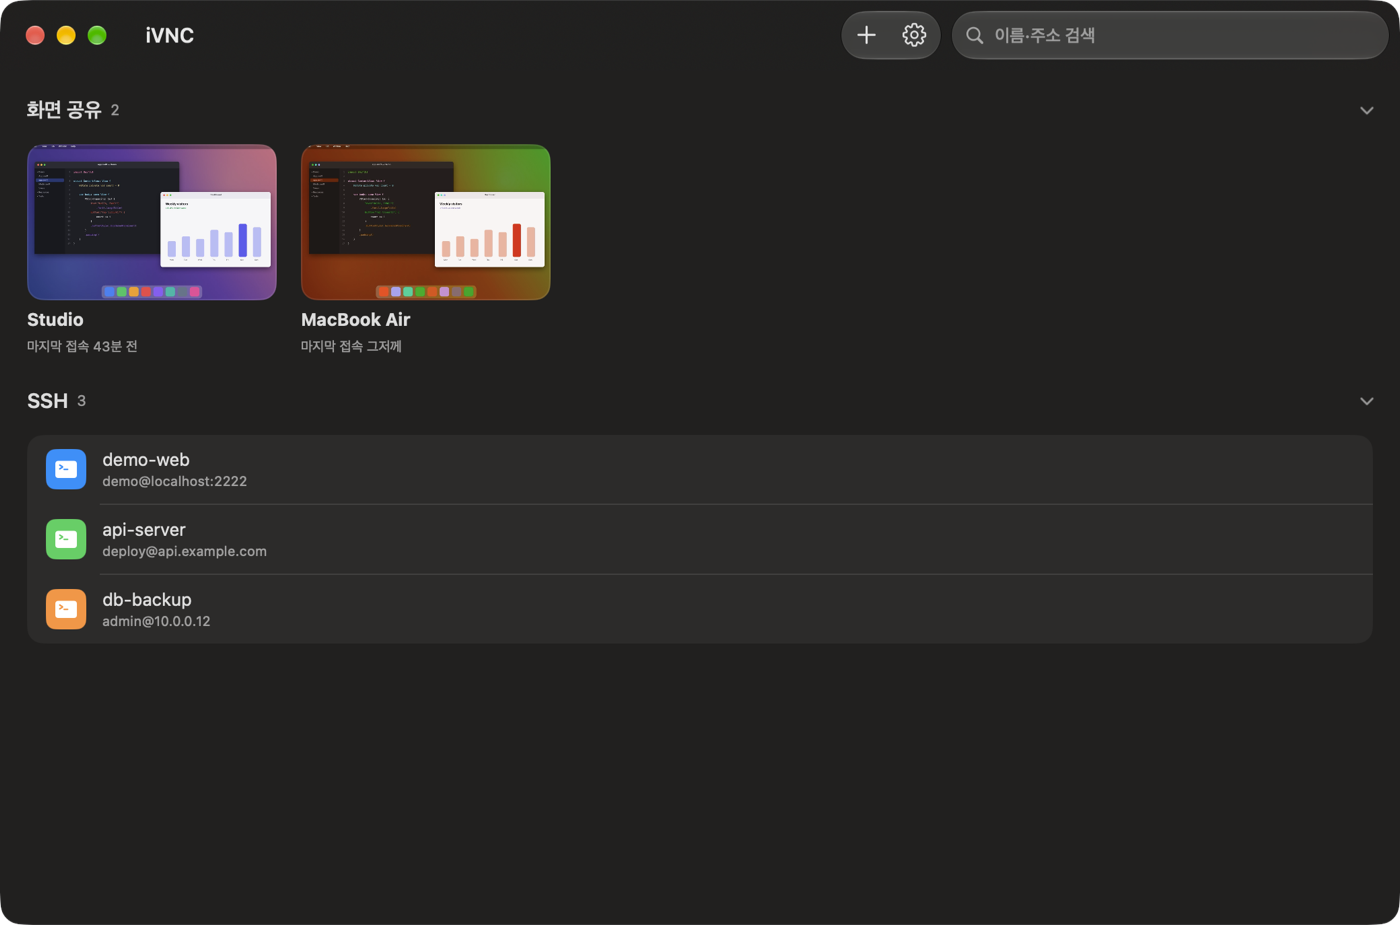 iVNC
이름·주소 검색
화면 공유 2
Studio
마지막 접속 43분 전
MacBook Air
마지막 접속 그저께
SSH 3
demo-web
demo@localhost:2222
api-server
deploy@api.example.com
db-backup
admin@10.0.0.12